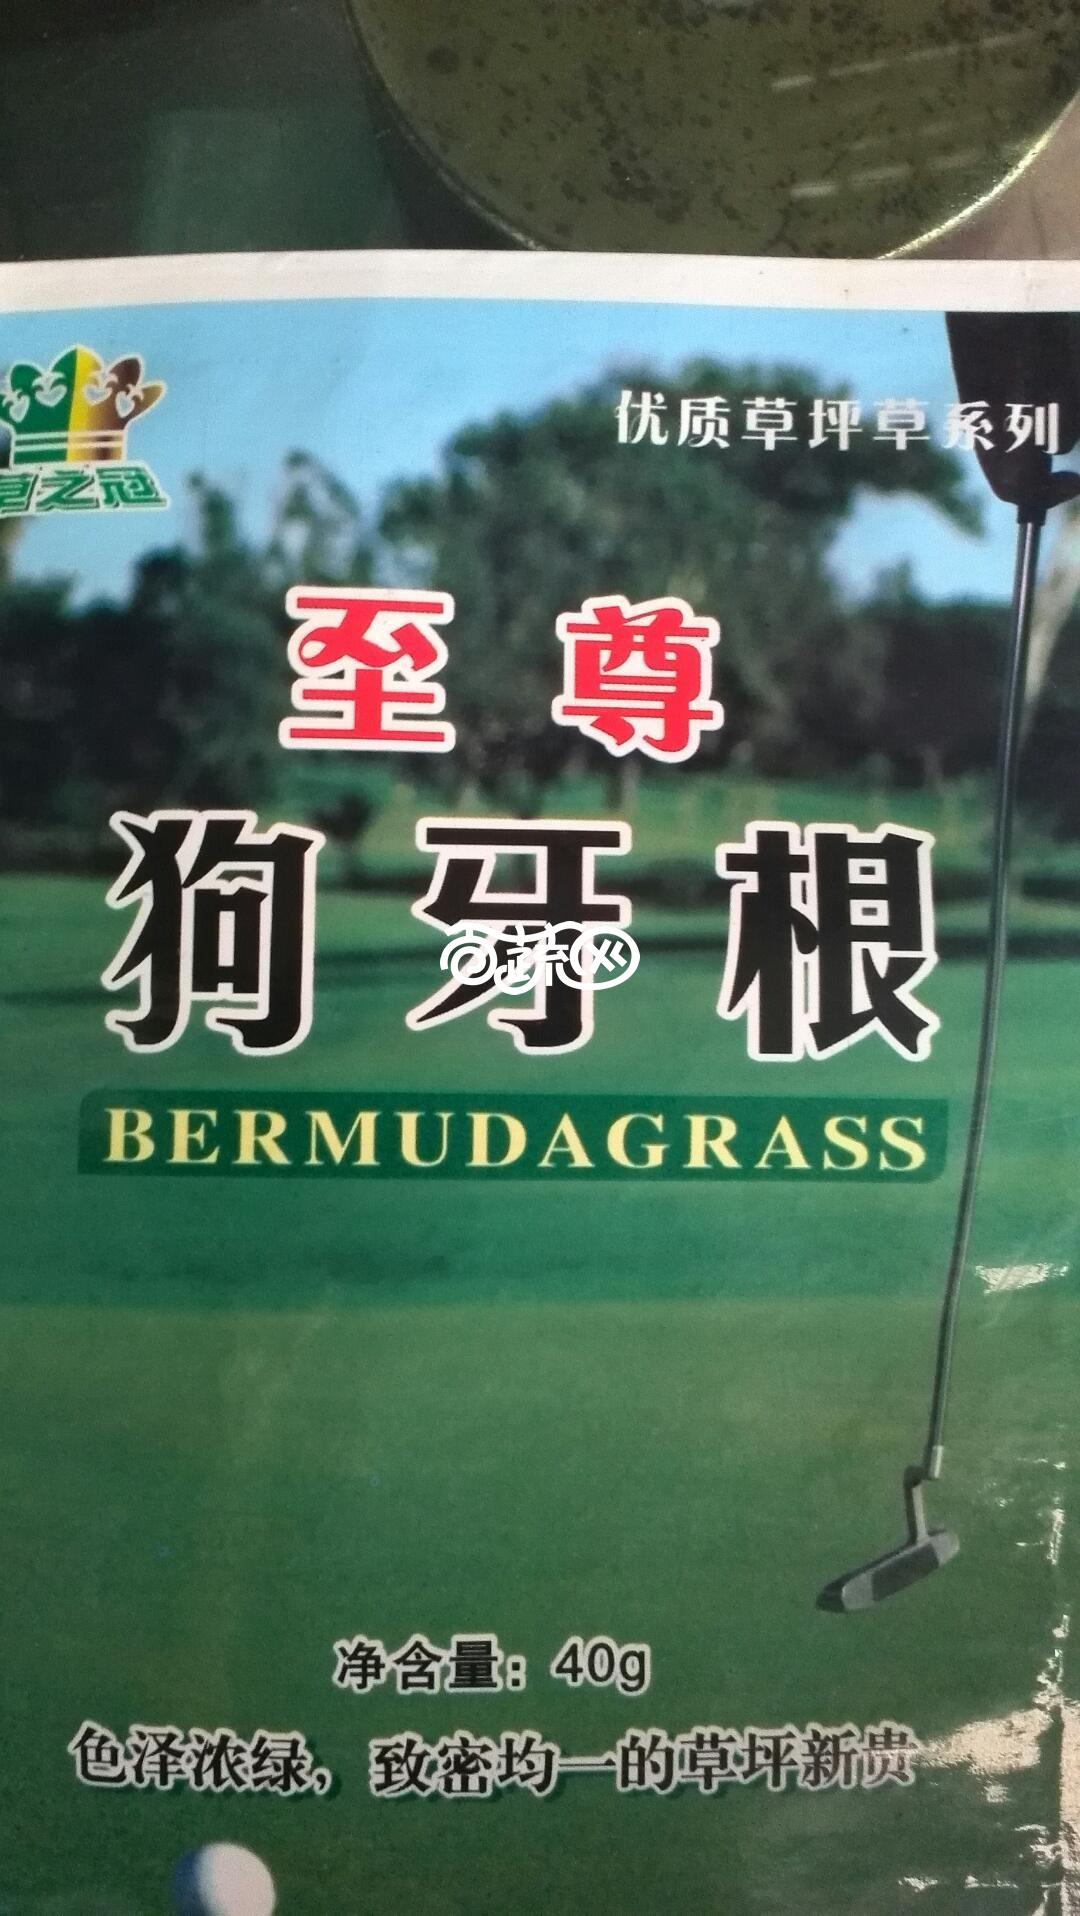 优质草坪草系列
之冠
至尊
狗牙根
BERMUDAGRASS
净含量：40g
色泽浓绿，致密均一的草坪新贵